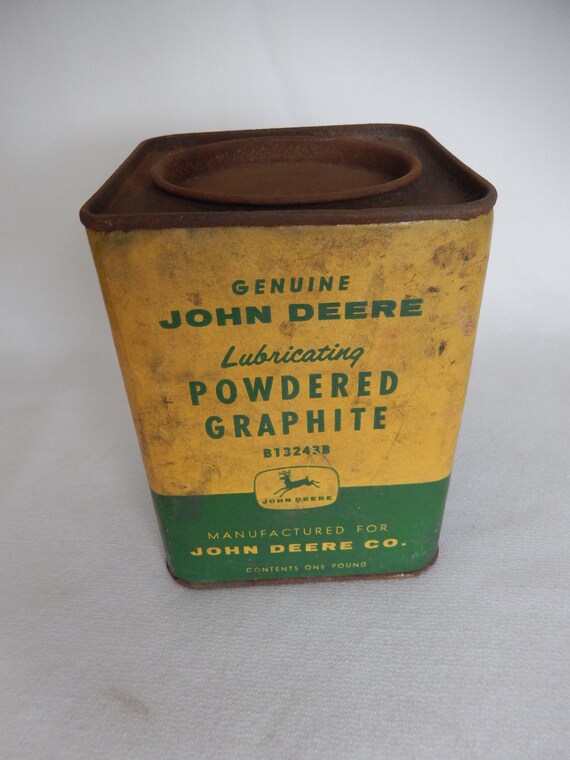 GENUINE
JOHN DEERE
Lubricating
POWDERED
GRAPHITE
B13243B
JOHN DEERE
MANUFACTURED FOR
JOHN DEERE CO.
CONTENTS ONE POUND